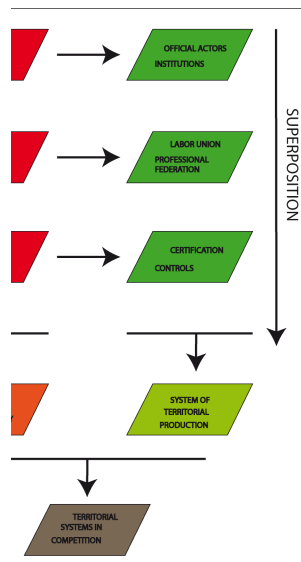 OFFICIAL ACTORS
INSTITUTIONS
LABOR UNION
PROFESSIONAL
FEDERATION
CERTIFICATION
CONTROLS
SUPERPOSITION
SYSTEM OF
TERRITORIAL
PRODUCTION
TERRITORIAL
SYSTEMS IN
COMPETITION